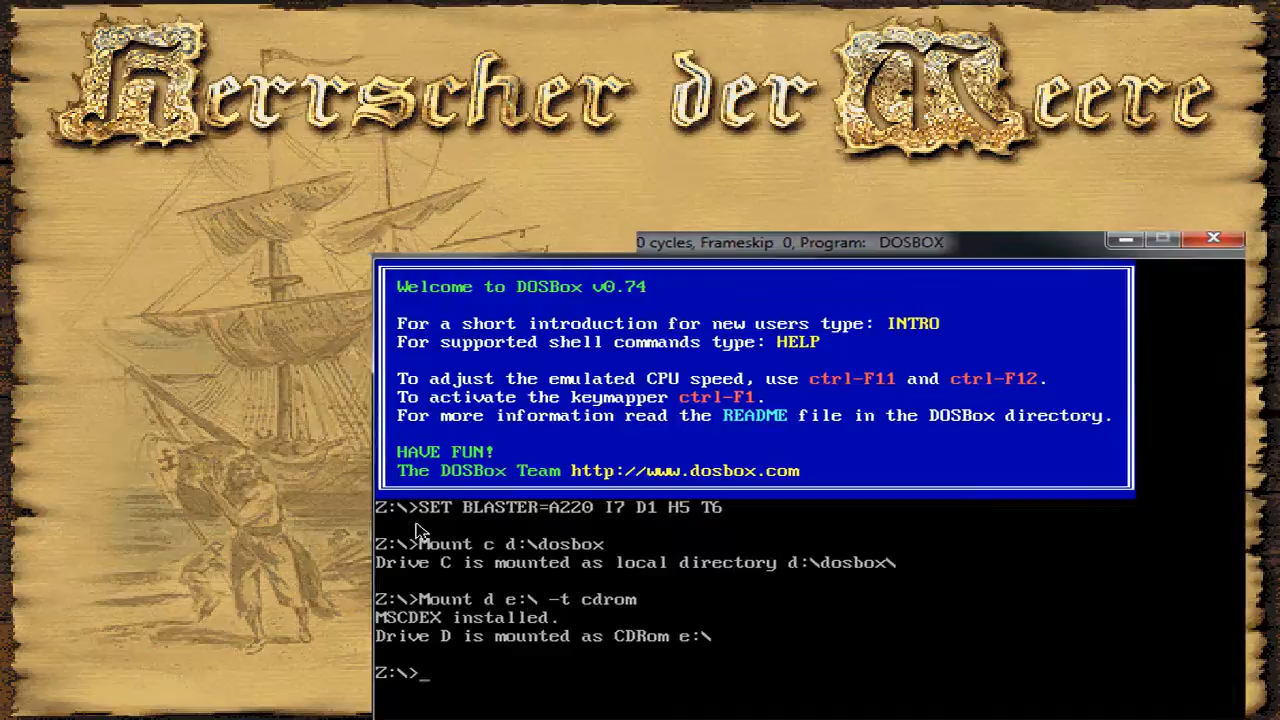 Herrscher der Meere
0 cycles, Frameskip 0, Program: DOSBOX
Welcome to DOSBox v0.74
For a short introduction for new users type: INTRO
For supported shell commands type: HELP
To adjust the emulated CPU speed, use ctrl-F11 and ctrl-F12.
To activate the keymapper ctrl-F1.
For more information read the README file in the DOSBox directory.
HAVE FUN!
The DOSBox Team http://www.dosbox.com
Z:\>SET BLASTER=A220 I7 D1 H5 T6
Z:\>Mount c d:\dosbox
Drive C is mounted as local directory d:\dosbox\
Z:\>Mount d e:\ -t cdrom
MSCDEX installed.
Drive D is mounted as CDRom e:\
Z:\>_